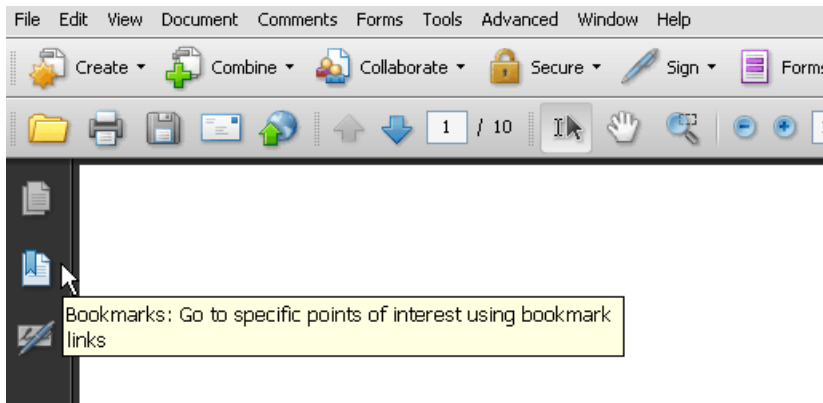 File Edit View Document Comments Forms Tools Advanced Window Help
Create Combine Collaborate Secure Sign Forms
1 / 10
Bookmarks: Go to specific points of interest using bookmark
links